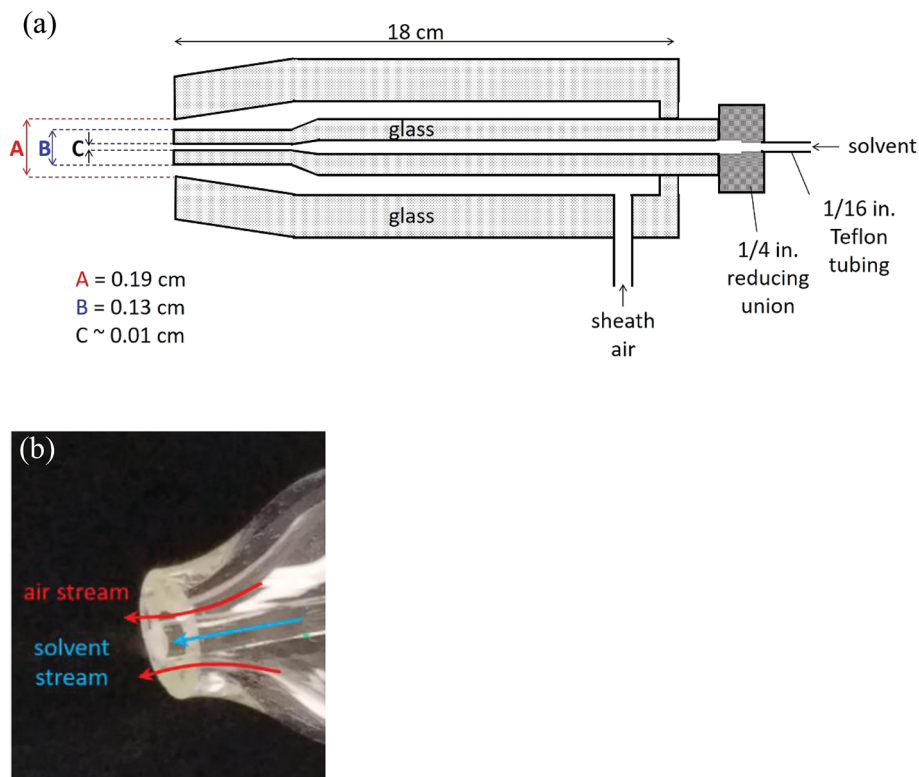 (a)
18 cm
glass
A
B
C
solvent
glass
1/16 in.
Teflon
tubing
1/4 in.
reducing
union
A = 0.19 cm
B = 0.13 cm
C ~ 0.01 cm
sheath
air
(b)
air stream
solvent
stream